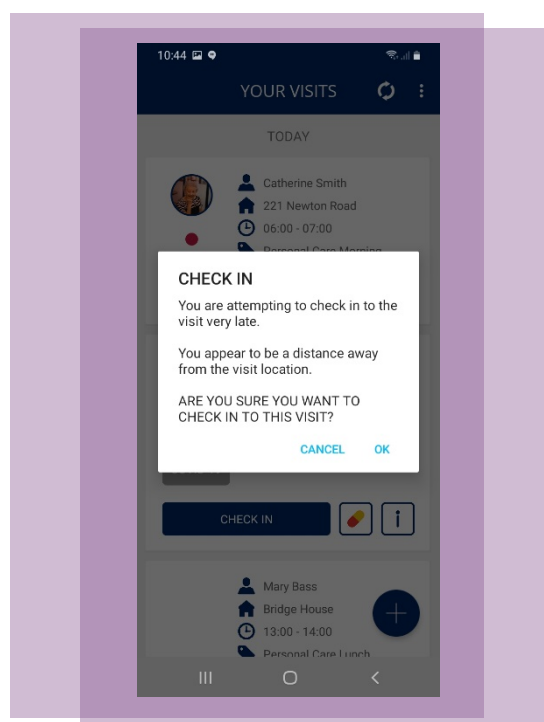 10:44
YOUR VISITS
TODAY
Catherine Smith
221 Newton Road
06:00 - 07:00
Personal Care Morning
CHECK IN
You are attempting to check in to the
visit very late.
You appear to be a distance away
from the visit location.
ARE YOU SURE YOU WANT TO
CHECK IN TO THIS VISIT?
CANCEL OK
CHECK IN
i
Mary Bass
Bridge House
13:00 - 14:00
Personal Care Lunch